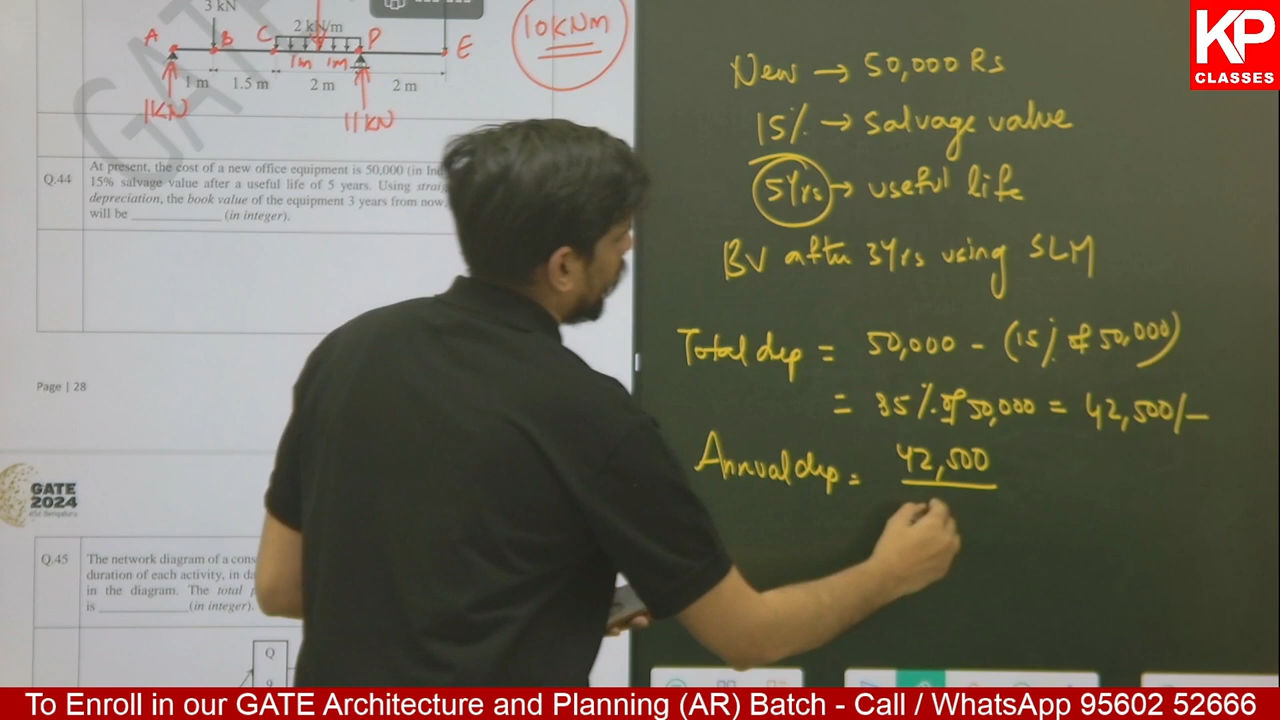 3 kN
10KNm
KP
CLASSES
2 kN/m
A B C P E
1m 1m
1 m 1.5 m 2 m 2 m
1KN 11KN
GATE
Q.44 At present, the cost of a new office equipment is 50,000 (in
15% salvage value after a useful life of 5 years. Using
depreciation, the book value of the equipment 3 years from now,
will be __________ (in integer).
Page | 28
GATE
2024
Q.45 The network diagram of a
duration of each activity, in
in the diagram. The total
is __________ (in integer).
Q
9
New → 50,000 Rs
15% → Salvage value
5Yrs → useful life
BV after 3Yrs using SLM
Total dep = 50,000 - (15% of 50,000)
= 85% of 50,000 = 42,500/-
Annual dep = 42,500
To Enroll in our GATE Architecture and Planning (AR) Batch - Call / WhatsApp 95602 52666